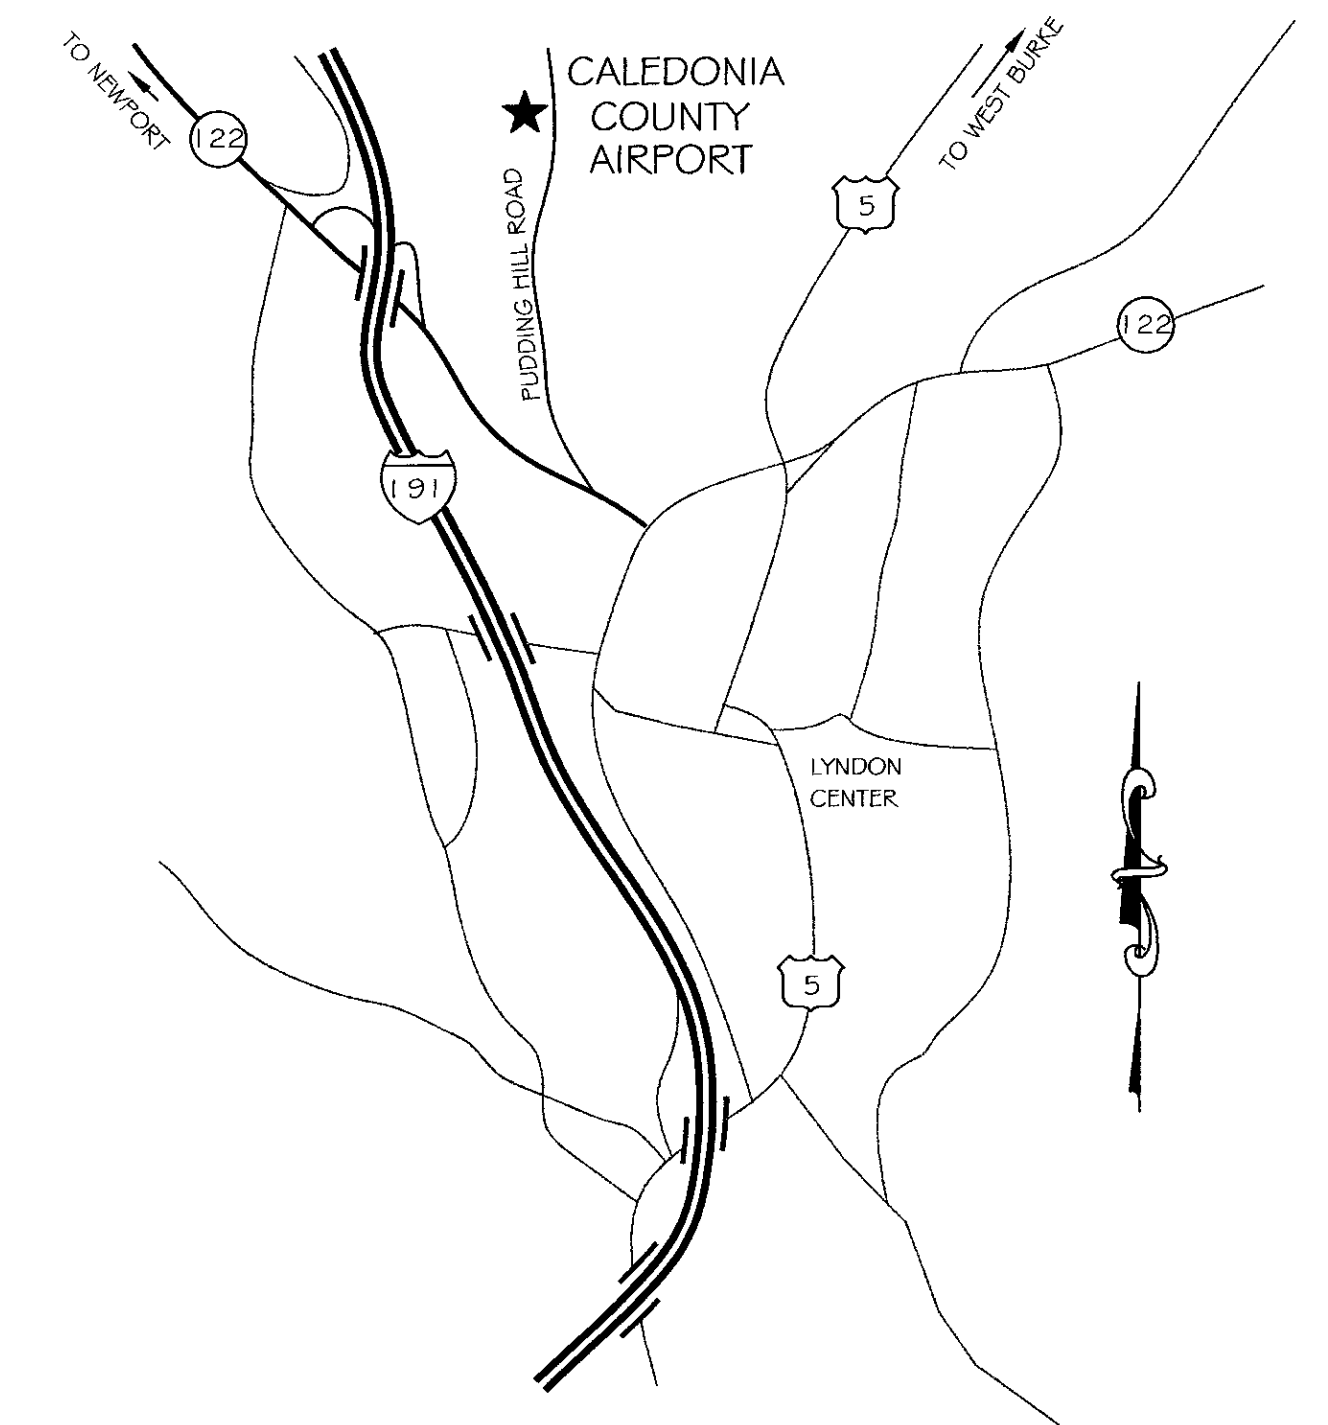 TO NEWPORT
122
CALEDONIA
COUNTY
AIRPORT
PUDDING HILL ROAD
TO WEST BURKE
5
122
191
LYNDON
CENTER
5